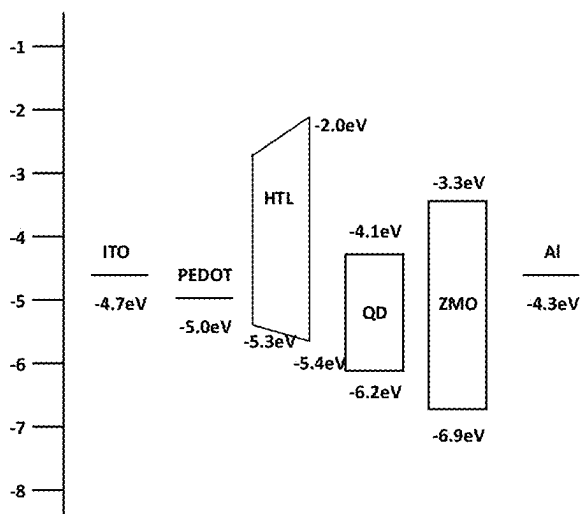 -1
-2
-2.0eV
-3
-3.3eV
HTL
-4
-4.1eV
ITO
Al
PEDOT
-4.7eV
-5
-5.0eV
QD
ZMO
-4.3eV
-5.3eV
-5.4eV
-6
-6.2eV
-6.9eV
-7
-8